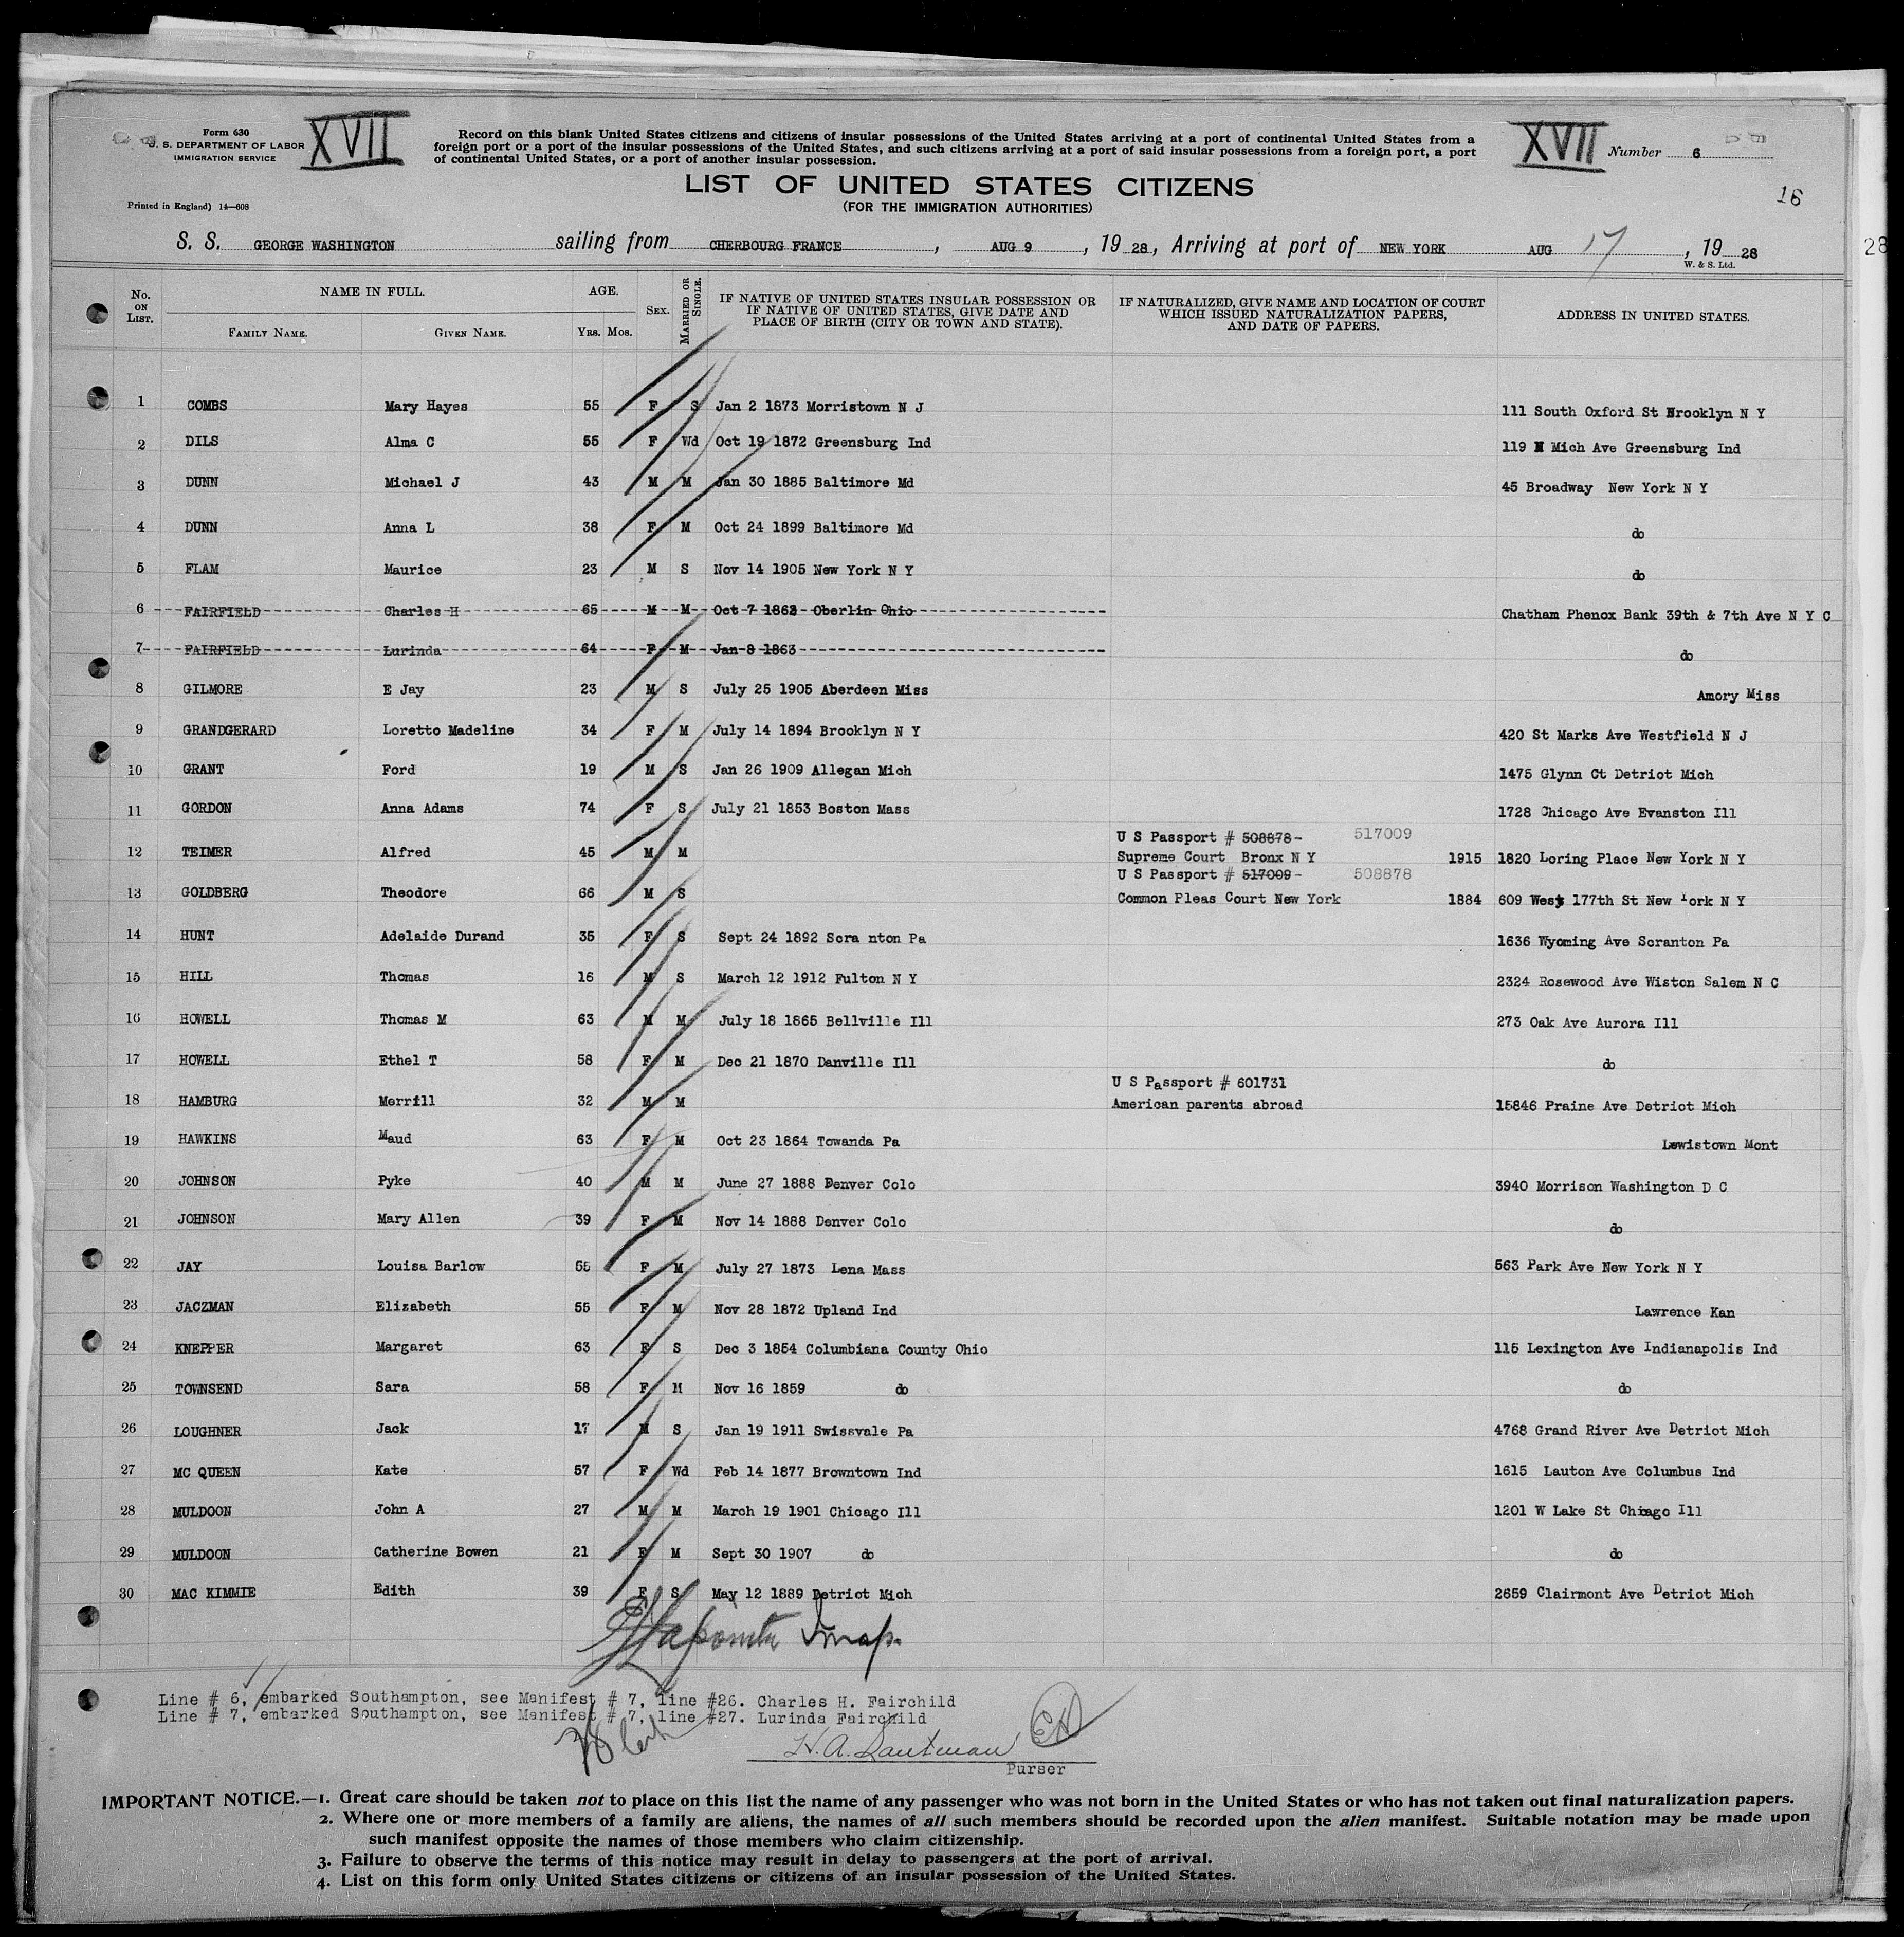 Form 630
U. S. DEPARTMENT OF LABOR
IMMIGRATION SERVICE
XVII
Record on this blank United States citizens and citizens of insular possessions of the United States arriving at a port of continental United States from a
foreign port or a port of the insular possessions of the United States, and such citizens arriving at a port of said insular possessions from a foreign port, a port
of continental United States, or a port of another insular possession.
XVII
Number 6
LIST OF UNITED STATES CITIZENS
(FOR THE IMMIGRATION AUTHORITIES)
Printed in England) 14—608
16
S. S. GEORGE WASHINGTON sailing from CHERBOURG FRANCE, AUG 9, 1928, Arriving at port of NEW YORK AUG 17, 1928
28
W. & S. Ltd.
No. ON LIST. NAME IN FULL. FAMILY NAME. GIVEN NAME. AGE. YRS. MOS. SEX. MARRIED OR SINGLE. IF NATIVE OF UNITED STATES INSULAR POSSESSION OR IF NATIVE OF UNITED STATES, GIVE DATE AND PLACE OF BIRTH (CITY OR TOWN AND STATE). IF NATURALIZED, GIVE NAME AND LOCATION OF COURT WHICH ISSUED NATURALIZATION PAPERS, AND DATE OF PAPERS. ADDRESS IN UNITED STATES.
1 COMBS Mary Hayes 55 F S Jan 2 1873 Morristown N J 111 South Oxford St Brooklyn N Y
2 DILS Alma C 55 F Wd Oct 19 1872 Greensburg Ind 119 N Mich Ave Greensburg Ind
3 DUNN Michael J 43 M M Jan 30 1885 Baltimore Md 45 Broadway New York N Y
4 DUNN Anna L 38 F M Oct 24 1899 Baltimore Md do
5 FLAM Maurice 23 M S Nov 14 1905 New York N Y do
6 FAIRFIELD Charles H 65 M M Oct 7 1862 Oberlin Ohio Chatham Phenox Bank 39th & 7th Ave N Y C
7 FAIRFIELD Lurinda 64 F M Jan 8 1863 do
8 GILMORE E Jay 23 M S July 25 1905 Aberdeen Miss Amory Miss
9 GRANDGERARD Loretto Madeline 34 F M July 14 1894 Brooklyn N Y 420 St Marks Ave Westfield N J
10 GRANT Ford 19 M S Jan 26 1909 Allegan Mich 1475 Glynn Ct Detriot Mich
11 GORDON Anna Adams 74 F S July 21 1853 Boston Mass 1728 Chicago Ave Evanston Ill
U S Passport # 508878- 517009
12 TEIMER Alfred 45 M M Supreme Court Bronx N Y 1915 1820 Loring Place New York N Y
U S Passport # 517009- 508878
13 GOLDBERG Theodore 66 M S Common Pleas Court New York 1884 609 West 177th St New York N Y
14 HUNT Adelaide Durand 35 F S Sept 24 1892 Scra nton Pa 1636 Wyoming Ave Scranton Pa
15 HILL Thomas 16 M S March 12 1912 Fulton N Y 2324 Rosewood Ave Wiston Salem N C
16 HOWELL Thomas M 63 M M July 18 1865 Bellville Ill 273 Oak Ave Aurora Ill
17 HOWELL Ethel T 58 F M Dec 21 1870 Danville Ill do
U S Passport # 601731
18 HAMBURG Merrill 32 M M American parents abroad 15846 Praine Ave Detriot Mich
19 HAWKINS Maud 63 F M Oct 23 1864 Towanda Pa Lewistown Mont
20 JOHNSON Pyke 40 M M June 27 1888 Denver Colo 3940 Morrison Washington D C
21 JOHNSON Mary Allen 39 F M Nov 14 1888 Denver Colo do
22 JAY Louisa Barlow 55 F M July 27 1873 Lena Mass 563 Park Ave New York N Y
23 JACZMAN Elizabeth 55 F M Nov 28 1872 Upland Ind Lawrence Kan
24 KNEPPER Margaret 63 F S Dec 3 1854 Columbiana County Ohio 115 Lexington Ave Indianapolis Ind
25 TOWNSEND Sara 58 F M Nov 16 1859 do do
26 LOUGHNER Jack 17 M S Jan 19 1911 Swissvale Pa 4768 Grand River Ave Detriot Mich
27 MC QUEEN Kate 57 F Wd Feb 14 1877 Browntown Ind 1615 Lauton Ave Columbus Ind
28 MULDOON John A 27 M M March 19 1901 Chicago Ill 1201 W Lake St Chicago Ill
29 MULDOON Catherine Bowen 21 F M Sept 30 1907 do do
30 MAC KIMMIE Edith 39 F S May 12 1889 Detriot Mich 2659 Clairmont Ave Detriot Mich
Line # 6, embarked Southampton, see Manifest # 7, line #26. Charles H. Fairchild
Line # 7, embarked Southampton, see Manifest # 7, line #27. Lurinda Fairchild
Purser
IMPORTANT NOTICE.—1. Great care should be taken not to place on this list the name of any passenger who was not born in the United States or who has not taken out final naturalization papers.
2. Where one or more members of a family are aliens, the names of all such members should be recorded upon the alien manifest. Suitable notation may be made upon
such manifest opposite the names of those members who claim citizenship.
3. Failure to observe the terms of this notice may result in delay to passengers at the port of arrival.
4. List on this form only United States citizens or citizens of an insular possession of the United States.